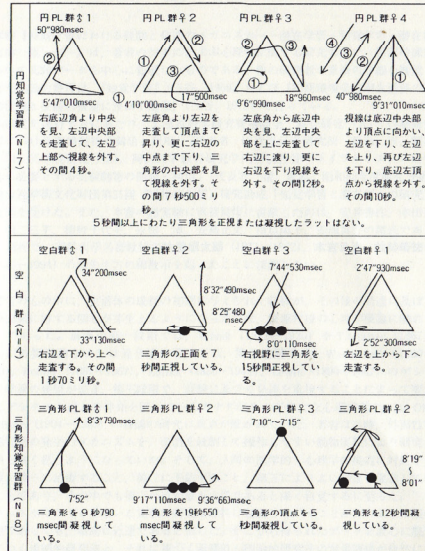 円PL群♂1
50"980msec
②
①
5'47"010msec
右底辺角より中央
を見、左辺中央部
を走査して、左辺
上部へ視線を外す。
その間4秒。
円PL群♀2
①
②
③
4'10"000msec
17"500msec
左底角より左辺を
走査して頂点まで
昇り、更に右辺の
中点まで下り、三
角形の中央部を見
て視線を外す。そ
の間7秒500ミリ
秒。
円PL群♀3
②
③
①
9'6"990msec
18"960msec
左底角から底辺中
央を見、左辺中央
部を上に走査して
右辺に渡り、更に
右辺を下り視線を
外す。その間12秒。
円PL群♀4
④
③
②
①
40"980msec
9'31"010msec
視線は底辺中央部
より頂点に向かい、
左辺を下り、左辺
を上り、再び左辺
を下り、底辺左頂
点から視線を外す。
その間10秒。
5秒間以上にわたり三角形を正視または凝視したラットはない。
円知覚学習群(N=7)
空白群♂1
34"200msec
33"130msec
右辺を下から上へ
走査する。その間
1秒70ミリ秒。
空白群♀2
8'32"490msec
8'25"480
msec
三角形の正面を7
秒間正視している。
空白群♀3
7'44"530msec
8'0"110msec
右視野に三角形を
15秒間正視してい
る。
空白群♀1
2'47"930msec
2'52"300msec
左辺を上から下へ
走査する。
空白群(N=4)
三角形PL群♂1
8'3"790msec
7'52"
三角形を9秒790
msec間凝視して
いる。
三角形PL群♀2
9'17"110msec
9'36"660msec
三角形を19秒550
msec間凝視して
いる。
三角形PL群♀3
7'10"〜7'15"
三角形の頂点を5
秒間凝視している。
三角形PL群♀2
8'19"
〜
8'01"
三角形を12秒間凝
視している。
三角形知覚学習群(N=8)